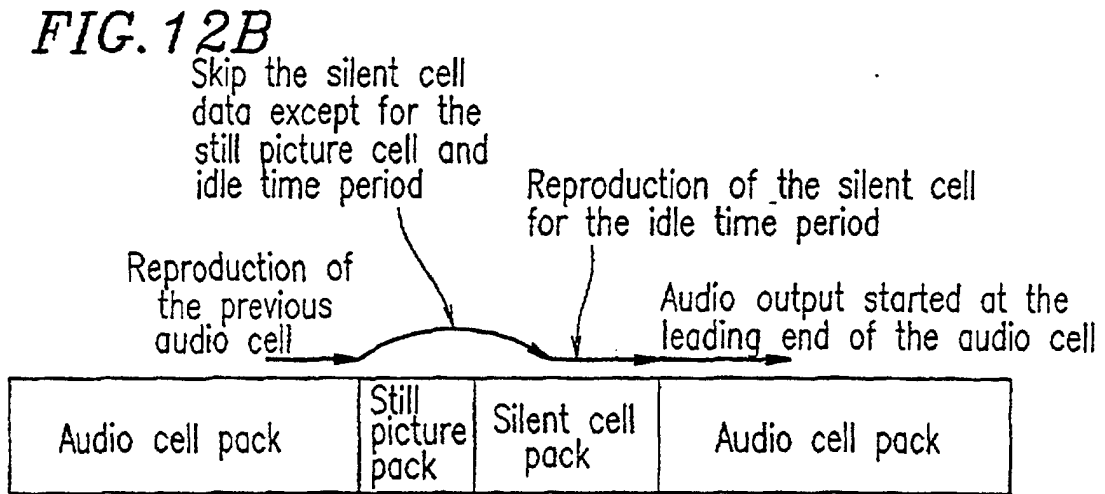 FIG.12B
Skip the silent cell
data except for the
still picture cell and
idle time period
Reproduction of the silent cell
for the idle time period
Reproduction of
the previous
audio cell
Audio output started at the
leading end of the audio cell
Audio cell pack
Still
picture
pack
Silent cell
pack
Audio cell pack